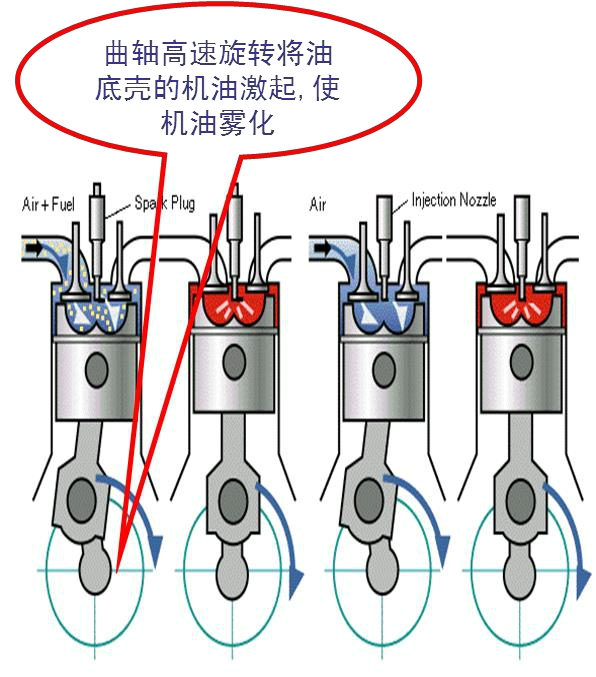 曲轴高速旋转将油
底壳的机油激起, 使
机油雾化
Air + Fuel
Spark Plug
Air
Injection Nozzle